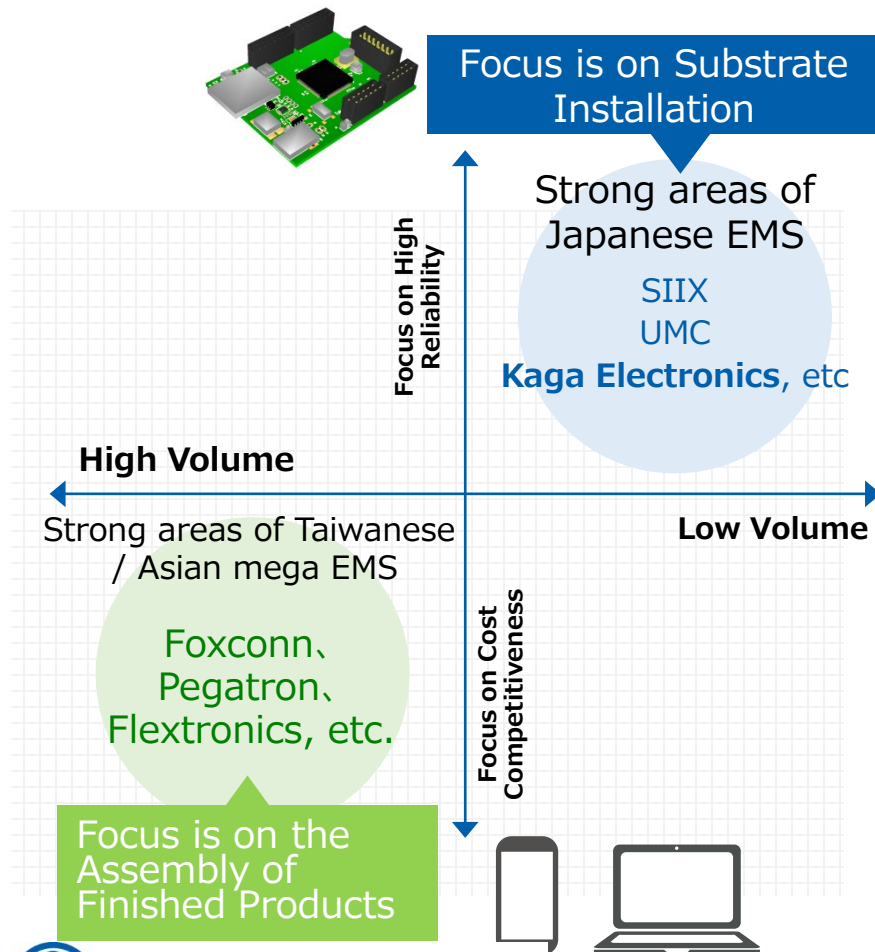 Focus is on Substrate
Installation
Strong areas of
Japanese EMS
SIIX
UMC
Kaga Electronics, etc
Focus on High
Reliability
High Volume
Low Volume
Strong areas of Taiwanese
/ Asian mega EMS
Foxconn、
Pegatron、
Flextronics, etc.
Focus on Cost
Competitiveness
Focus is on the
Assembly of
Finished Products